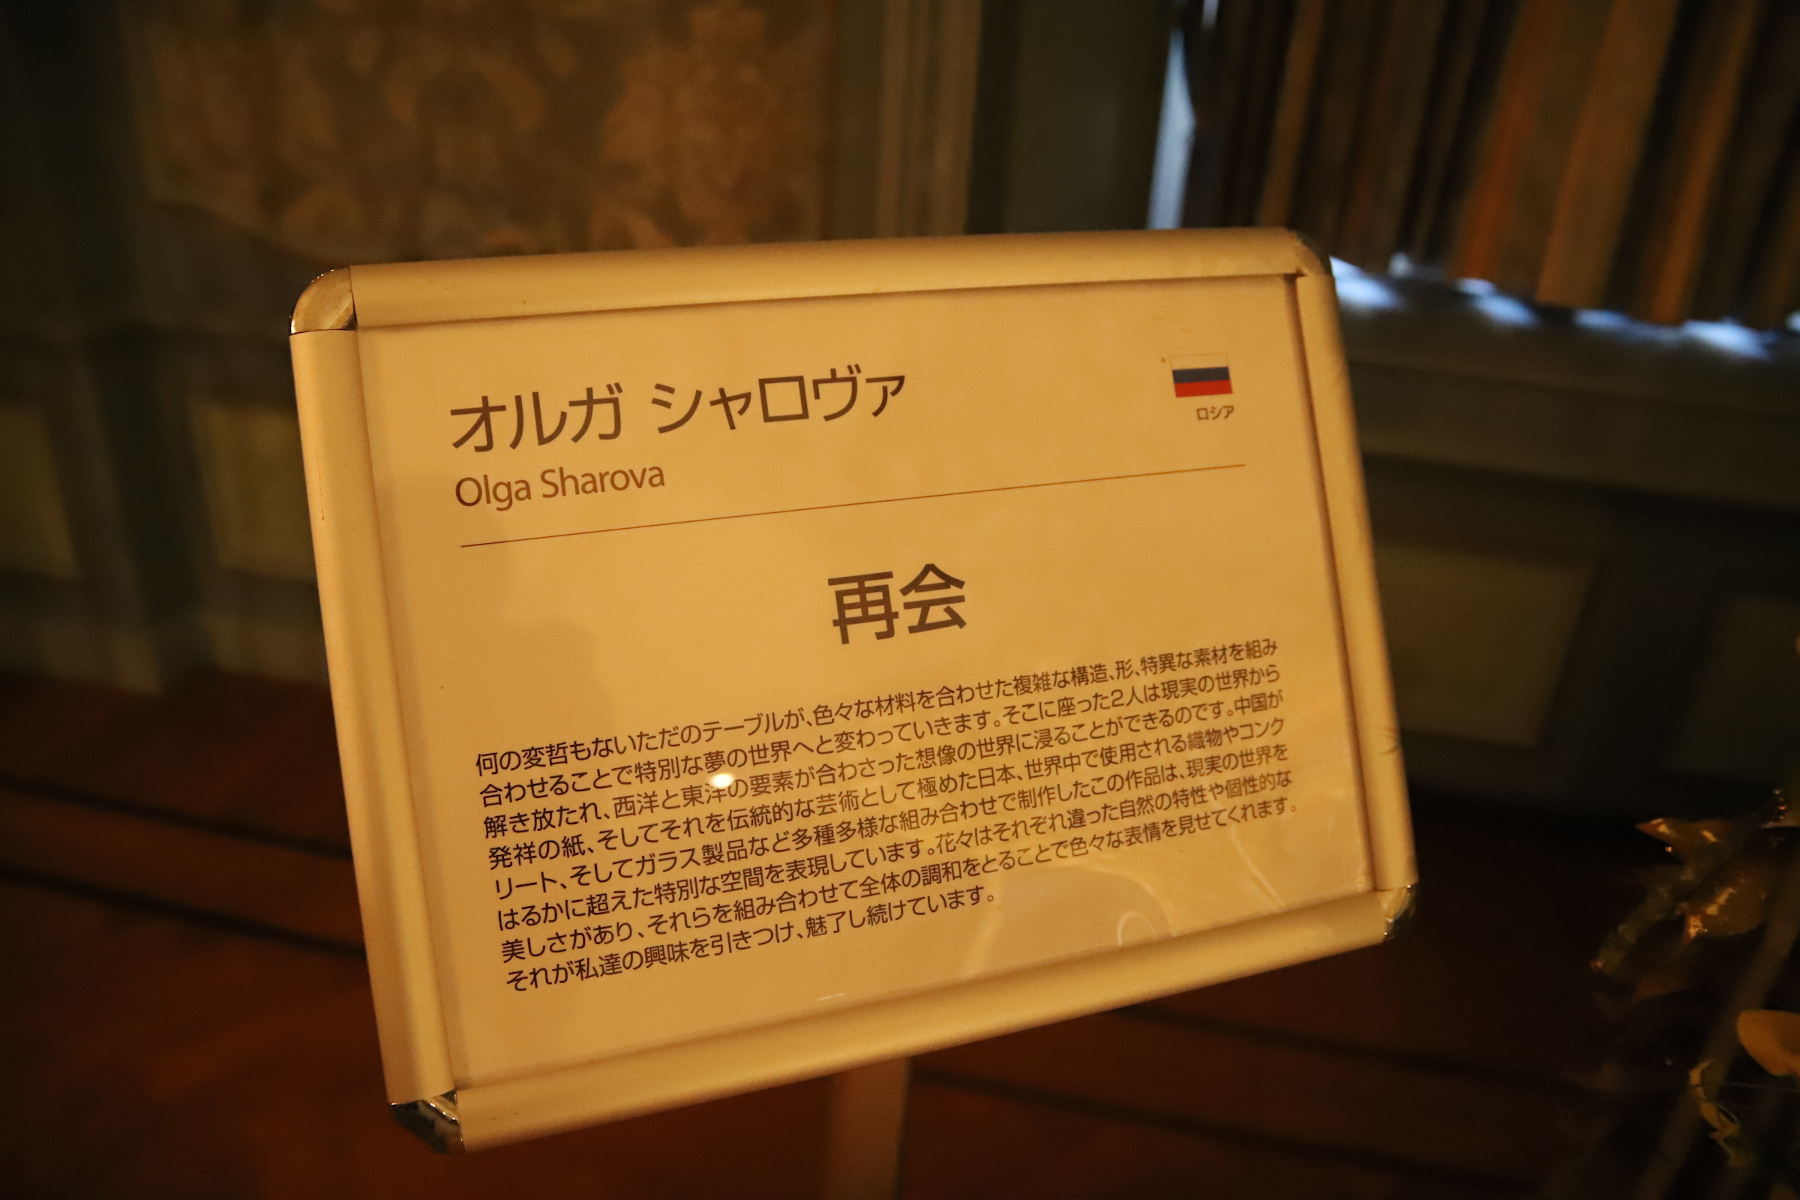 オルガ シャロヴァ
ロシア
Olga Sharova
再会
何の変哲もないただのテーブルが、色々な材料を合わせた複雑な構造、形、特異な素材を組み
合わせることで特別な夢の世界へと変わっていきます。そこに座った2人は現実の世界から
解き放たれ、西洋と東洋の要素が合わさった想像の世界に浸ることができるのです。中国が
発祥の紙、そしてそれを伝統的な芸術として極めた日本、世界中で使用される織物やコンク
リート、そしてガラス製品など多種多様な組み合わせで制作したこの作品は、現実の世界を
はるかに超えた特別な空間を表現しています。花々はそれぞれ違った自然の特性や個性的な
美しさがあり、それらを組み合わせて全体の調和をとることで色々な表情を見せてくれます。
それが私達の興味を引きつけ、魅了し続けています。